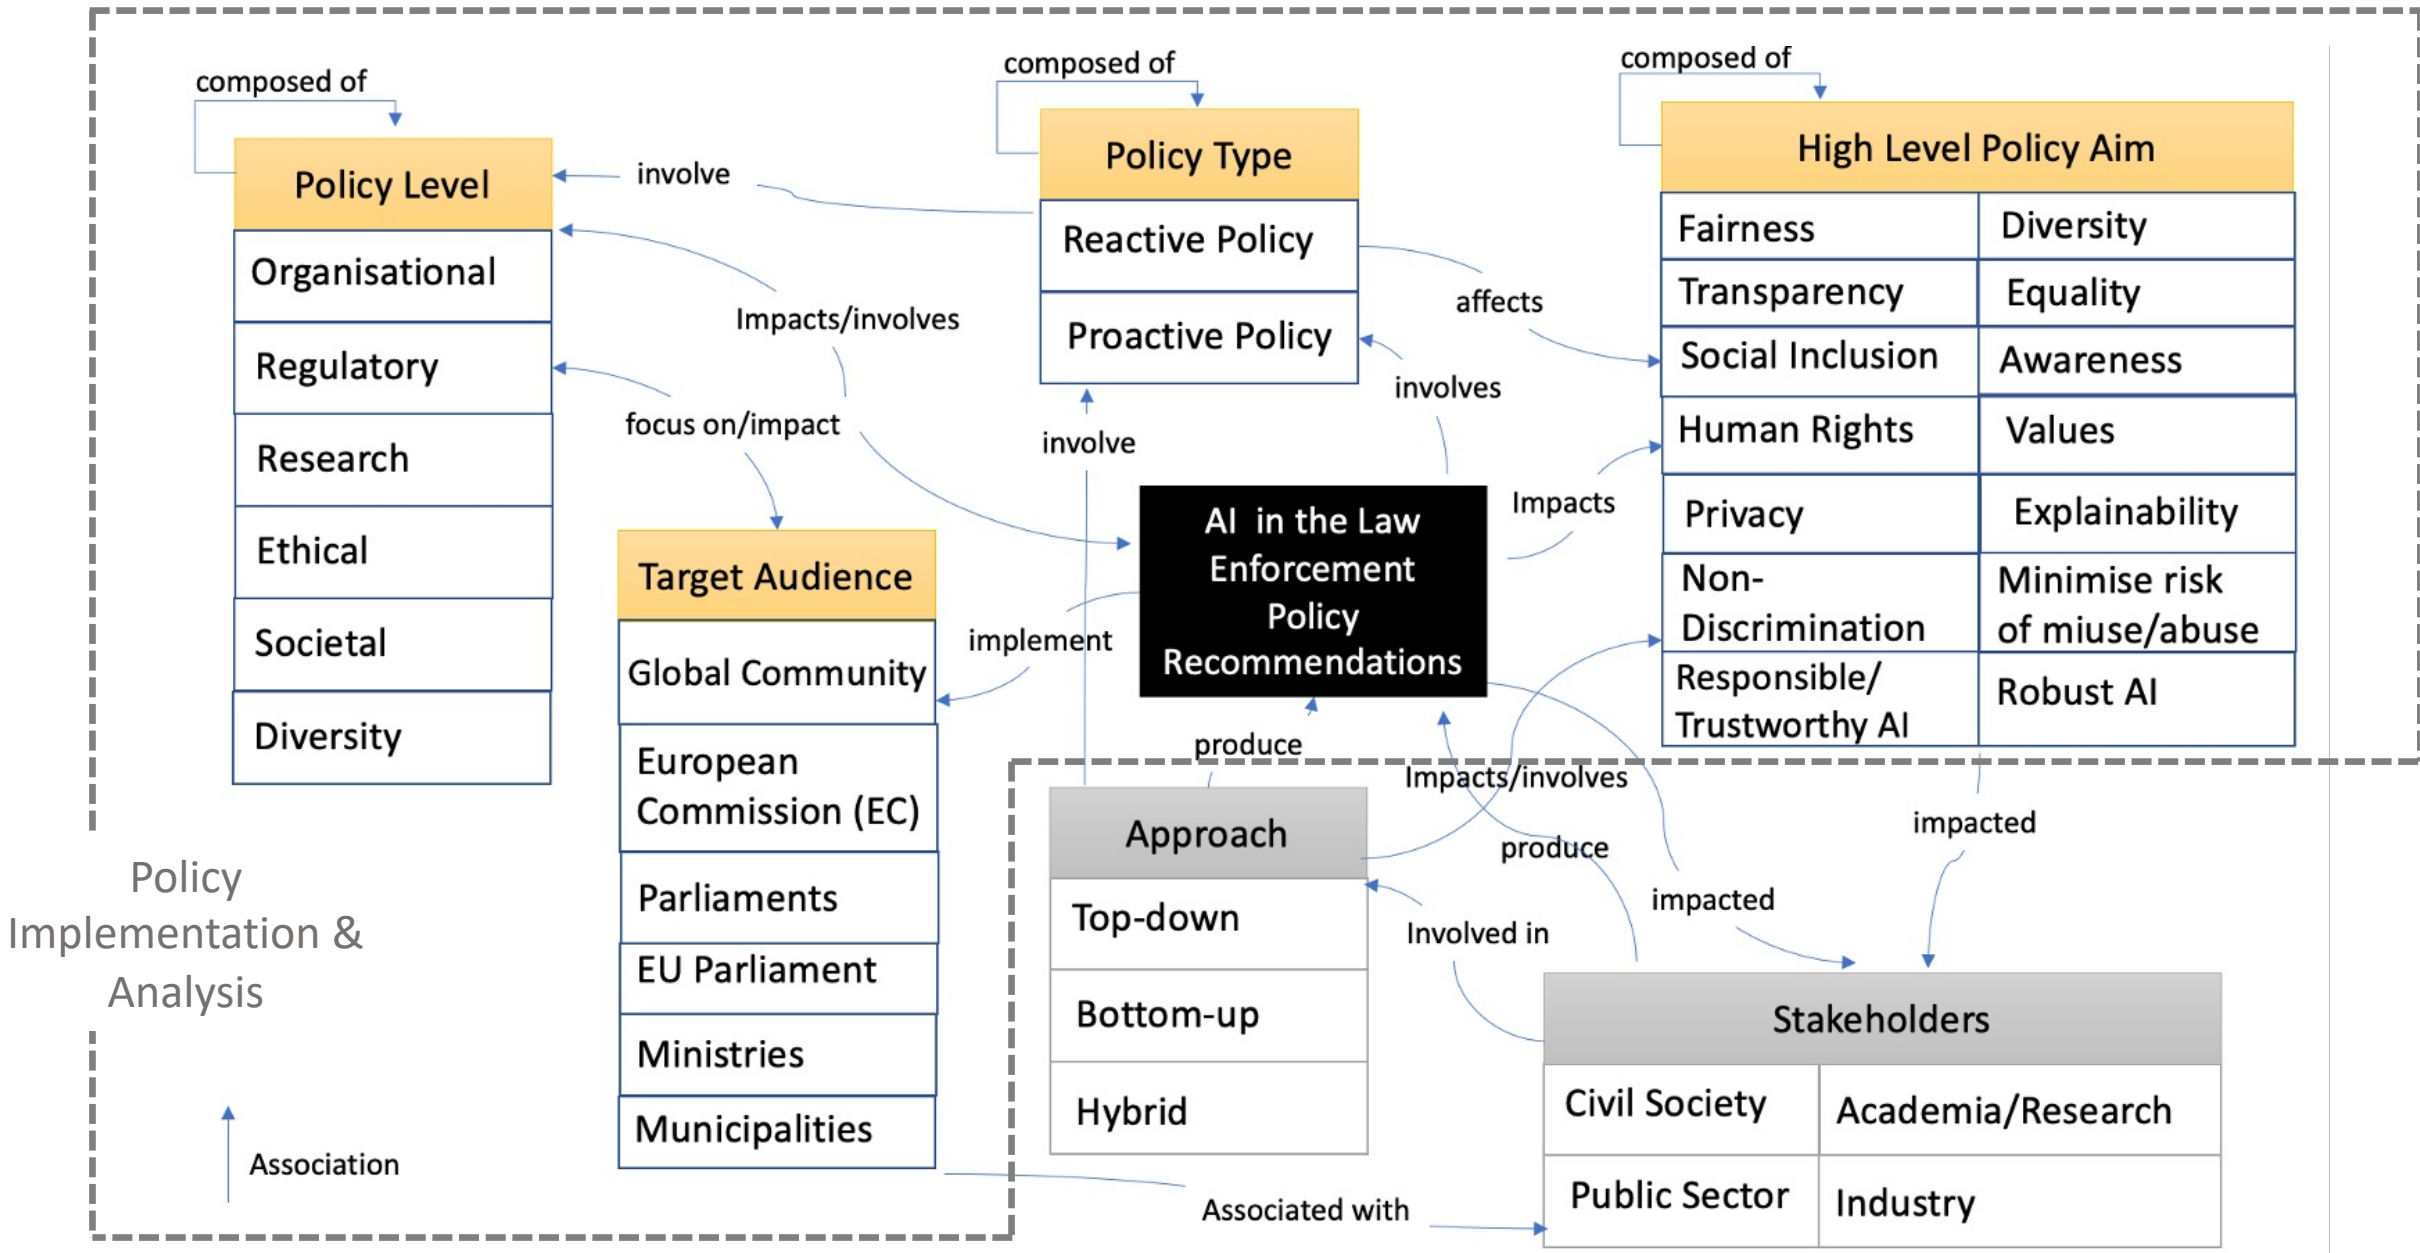 composed of
Policy Level
Organisational
Regulatory
Research
Ethical
Societal
Diversity
involve
Impacts/involves
focus on/impact
composed of
Policy Type
Reactive Policy
Proactive Policy
involve
involves
affects
Impacts
composed of
High Level Policy Aim
Fairness
Diversity
Transparency
Equality
Social Inclusion
Awareness
Human Rights
Values
Privacy
Explainability
Non-
Discrimination
Minimise risk
of miuse/abuse
Responsible/
Trustworthy AI
Robust AI
AI in the Law
Enforcement
Policy
Recommendations
Target Audience
Global Community
European
Commission (EC)
Parliaments
EU Parliament
Ministries
Municipalities
implement
produce
Impacts/involves
produce
impacted
impacted
Approach
Top-down
Bottom-up
Hybrid
Involved in
Stakeholders
Civil Society
Academia/Research
Public Sector
Industry
Associated with
Policy
Implementation &
Analysis
Association